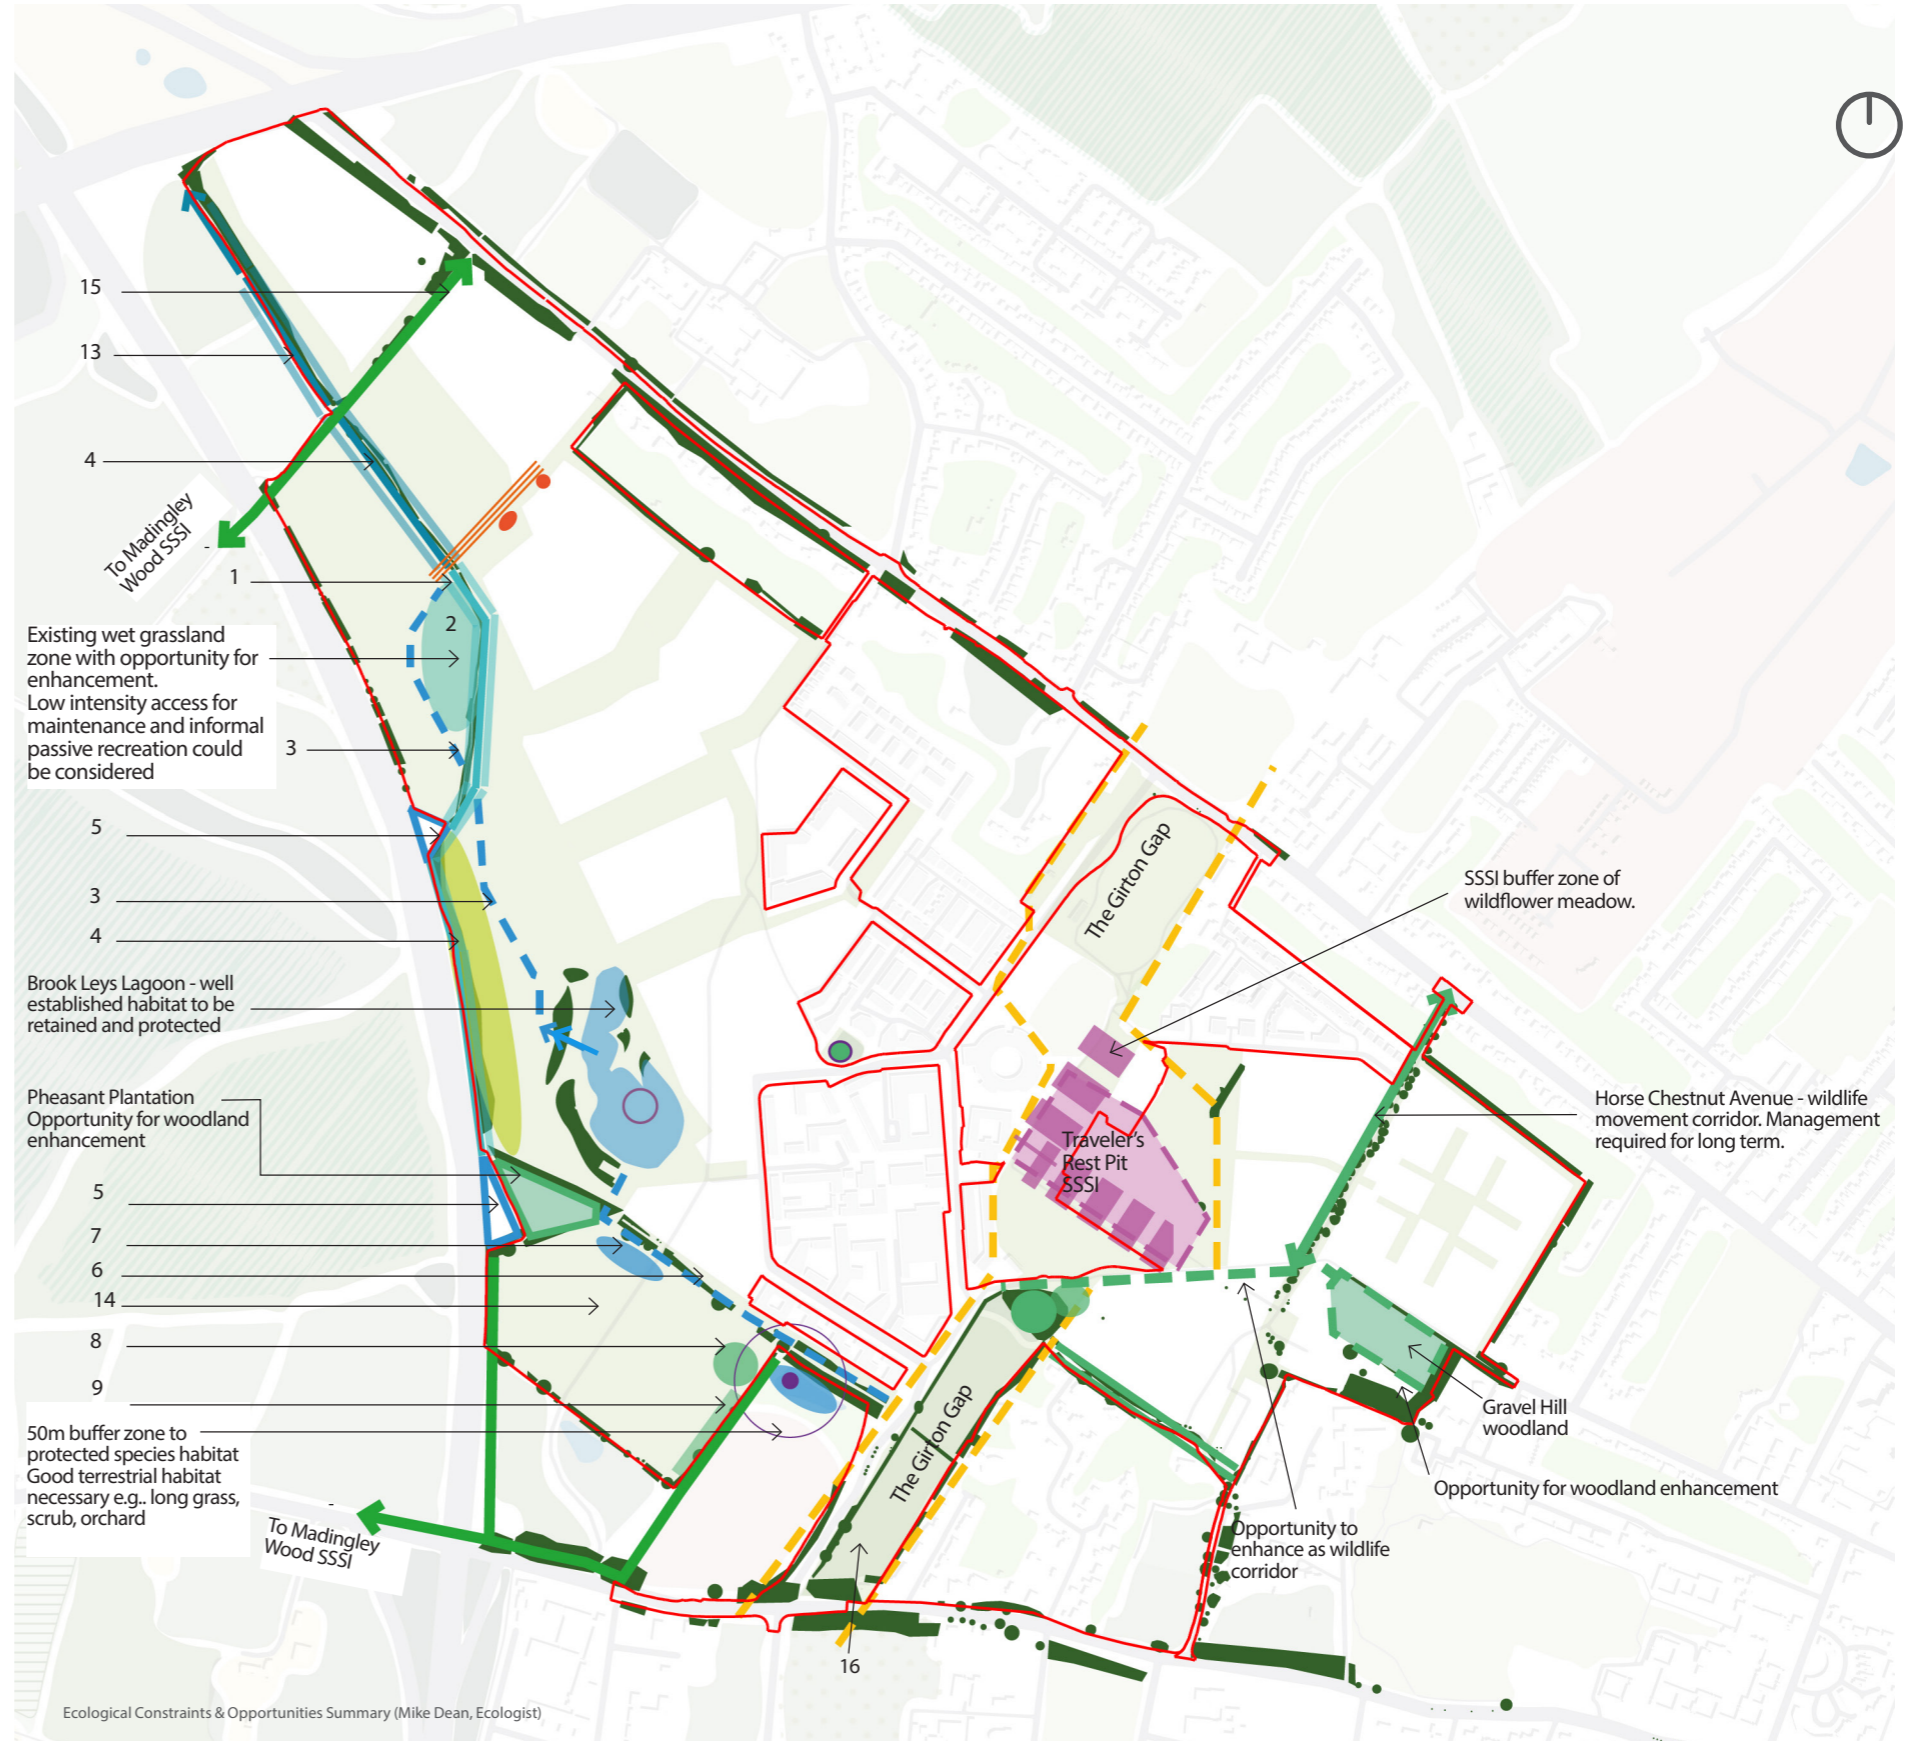 15
13
4
To Madingley
Wood SSSI
1
2
Existing wet grassland
zone with opportunity for
enhancement.
Low intensity access for
maintenance and informal
passive recreation could
be considered
3
5
3
4
Brook Leys Lagoon - well
established habitat to be
retained and protected
Pheasant Plantation
Opportunity for woodland
enhancement
5
7
6
14
8
9
50m buffer zone to
protected species habitat
Good terrestrial habitat
necessary e.g.. long grass,
scrub, orchard
To Madingley
Wood SSSI
The Girton Gap
SSSI buffer zone of
wildflower meadow.
Traveler's
Rest Pit
SSSI
Horse Chestnut Avenue - wildlife
movement corridor. Management
required for long term.
The Girton Gap
Gravel Hill
woodland
Opportunity for woodland enhancement
Opportunity to
enhance as wildlife
corridor
16
Ecological Constraints & Opportunities Summary (Mike Dean, Ecologist)